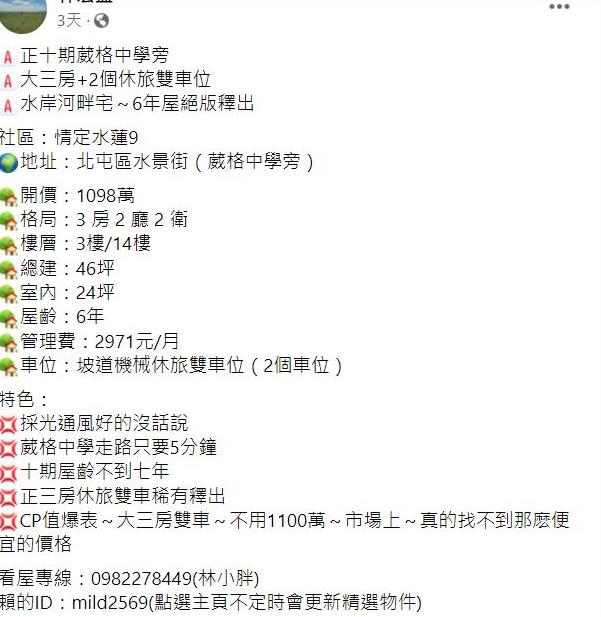 3天
A 正十期葳格中學旁
A 大三房+2個休旅雙車位
A 水岸河畔宅～6年屋絕版釋出
社區：情定水蓮9
地址：北屯區水景街（葳格中學旁）
開價：1098萬
格局：3 房 2 廳 2 衛
樓層：3樓/14樓
總建：46坪
室內：24坪
屋齡：6年
管理費：2971元/月
車位：坡道機械休旅雙車位（2個車位）
特色：
採光通風好的沒話說
葳格中學走路只要5分鐘
十期屋齡不到七年
正三房休旅雙車稀有釋出
CP值爆表～大三房雙車～不用1100萬～市場上～真的找不到那麼便
宜的價格
看屋專線：0982278449(林小胖)
賴的ID：mild2569(點選主頁不定時會更新精選物件)